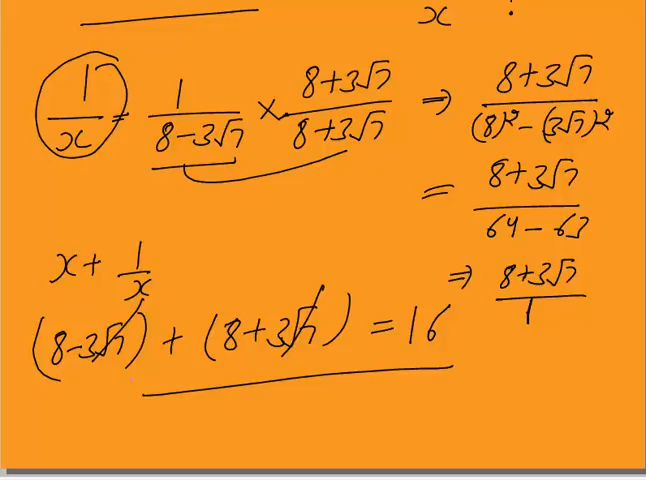 x ?
1/x = 1/(8-3√7) × (8+3√7)/(8+3√7) ⇒ (8+3√7)/((8)² - (3√7)²)
= (8+3√7)/(64-63)
x + 1/x ⇒ (8+3√7)/1
(8-3√7) + (8+3√7) = 16